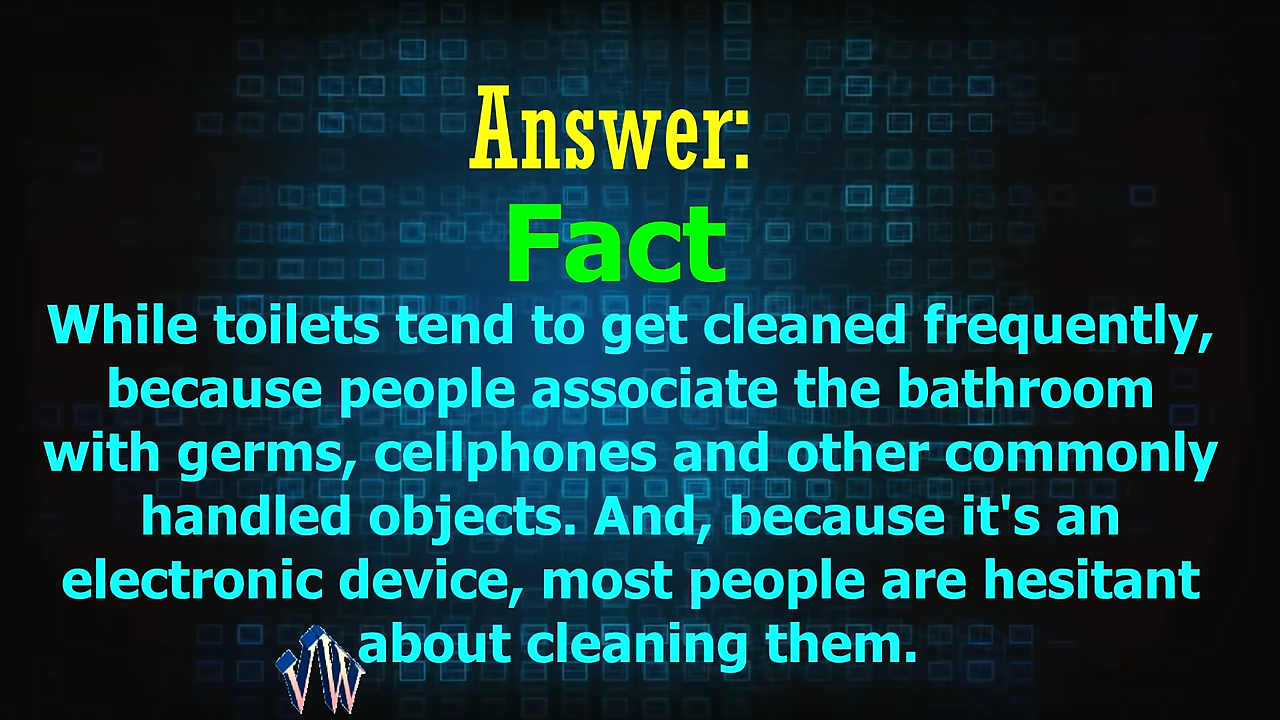 Answer:
Fact
While toilets tend to get cleaned frequently,
because people associate the bathroom
with germs, cellphones and other commonly
handled objects. And, because it's an
electronic device, most people are hesitant
about cleaning them.
VW